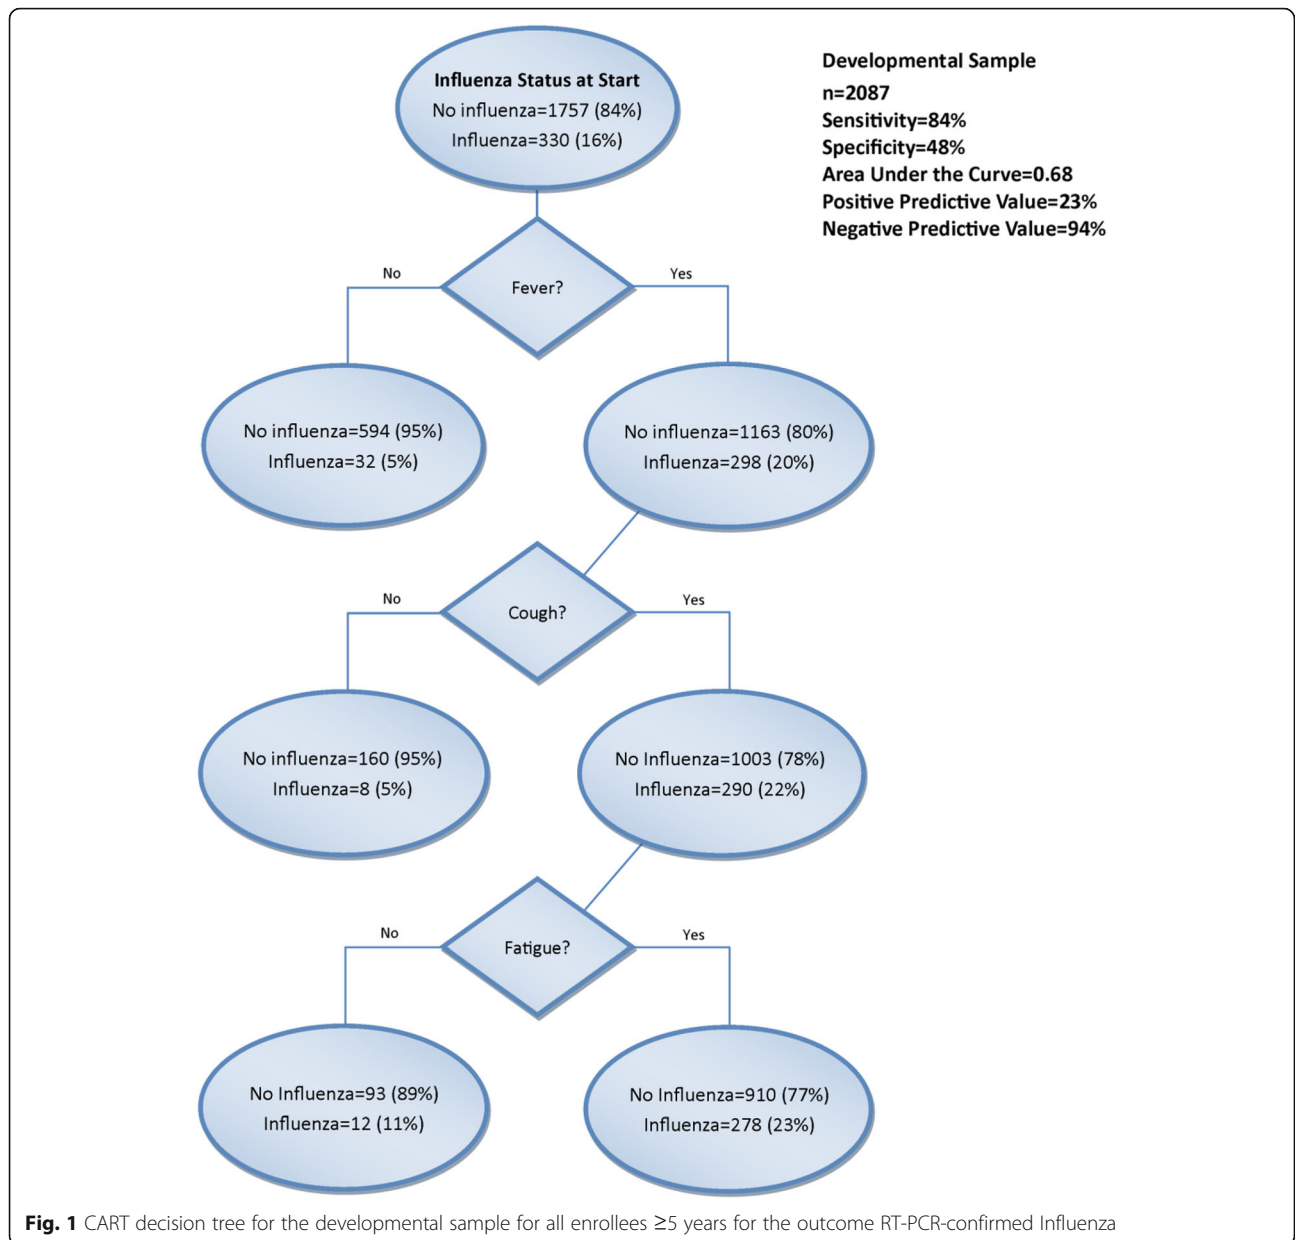 Influenza Status at Start
No influenza=1757 (84%)
Influenza=330 (16%)
Developmental Sample
n=2087
Sensitivity=84%
Specificity=48%
Area Under the Curve=0.68
Positive Predictive Value=23%
Negative Predictive Value=94%
Fever?
No
Yes
No influenza=594 (95%)
Influenza=32 (5%)
No influenza=1163 (80%)
Influenza=298 (20%)
Cough?
No
Yes
No influenza=160 (95%)
Influenza=8 (5%)
No Influenza=1003 (78%)
Influenza=290 (22%)
Fatigue?
No
Yes
No Influenza=93 (89%)
Influenza=12 (11%)
No Influenza=910 (77%)
Influenza=278 (23%)
Fig. 1 CART decision tree for the developmental sample for all enrollees ≥5 years for the outcome RT-PCR-confirmed Influenza